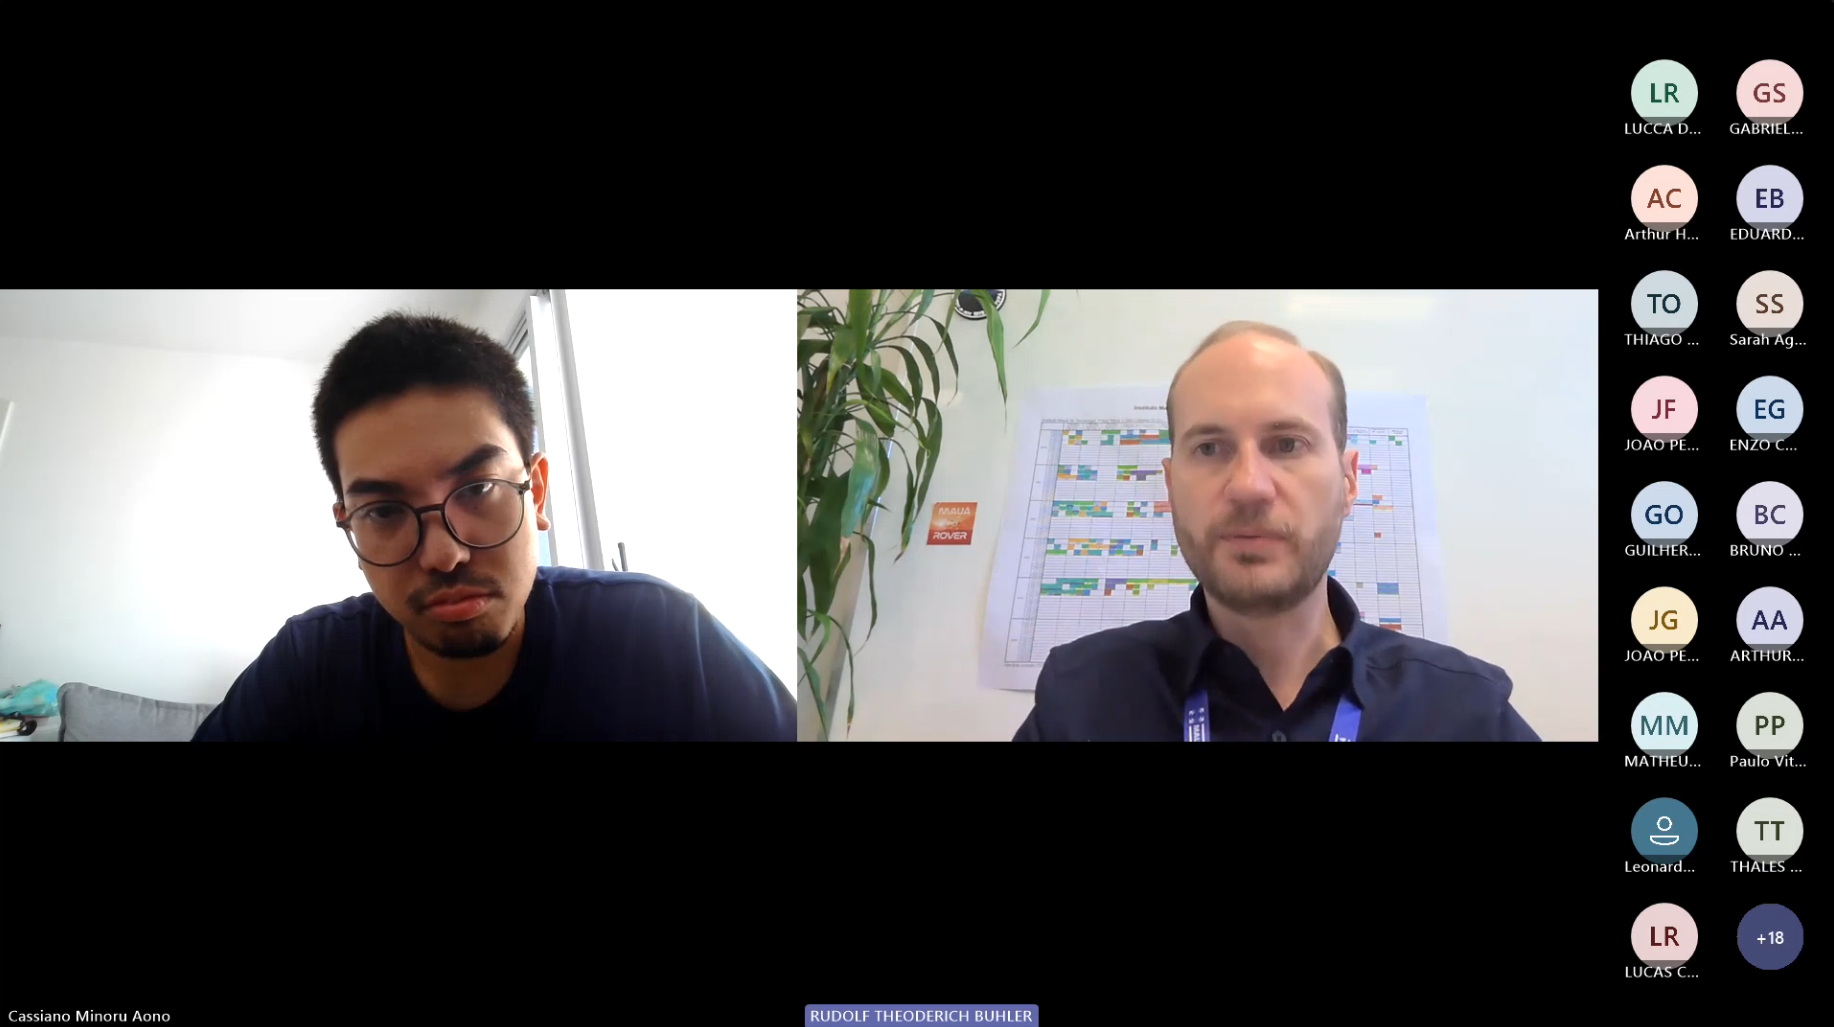 LR
LUCCA D...
GS
GABRIEL...
AC
Arthur H...
EB
EDUARD...
TO
THIAGO ...
SS
Sarah Ag...
JF
JOAO PE...
EG
ENZO C...
GO
GUILHER...
BC
BRUNO ...
JG
JOAO PE...
AA
ARTHUR...
MM
MATHEU...
PP
Paulo Vit...
Leonard...
TT
THALES ...
LR
LUCAS C...
+18
MAUÁ
ROVER
Cassiano Minoru Aono
RUDOLF THEODERICH BUHLER